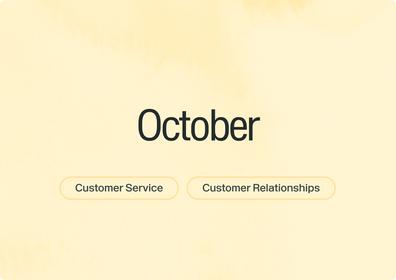 October
Customer Service
Customer Relationships